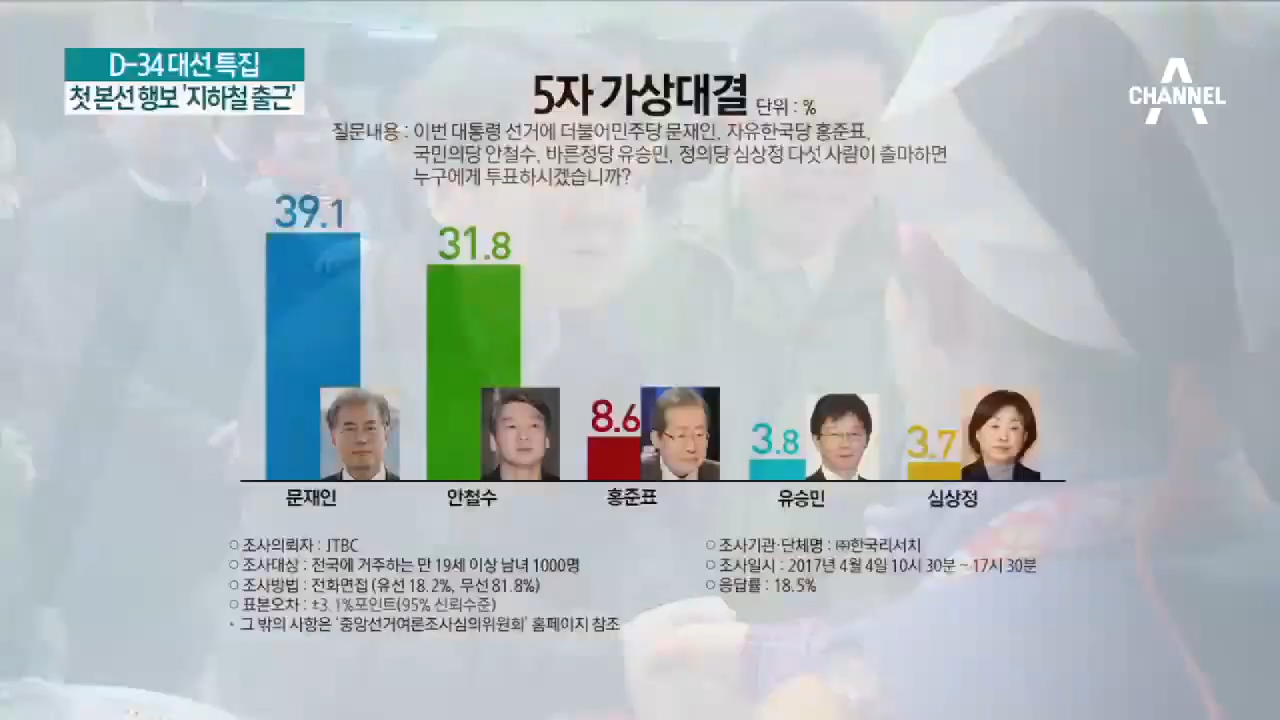 D-34 대선 특집
첫 본선 행보 '지하철 출근'
CHANNEL A
5자 가상대결 단위 : %
질문내용 : 이번 대통령 선거에 더불어민주당 문재인, 자유한국당 홍준표,
국민의당 안철수, 바른정당 유승민, 정의당 심상정 다섯 사람이 출마하면
누구에게 투표하시겠습니까?
39.1
31.8
8.6
3.8
3.7
문재인
안철수
홍준표
유승민
심상정
○ 조사의뢰자 : JTBC
○ 조사대상 : 전국에 거주하는 만 19세 이상 남녀 1000명
○ 조사방법 : 전화면접 (유선 18.2%, 무선 81.8%)
○ 표본오차 : ±3.1%포인트(95% 신뢰수준)
· 그 밖의 사항은 '중앙선거여론조사심의위원회' 홈페이지 참조
○ 조사기관·단체명 : ㈜한국리서치
○ 조사일시 : 2017년 4월 4일 10시 30분 ~ 17시 30분
○ 응답률 : 18.5%